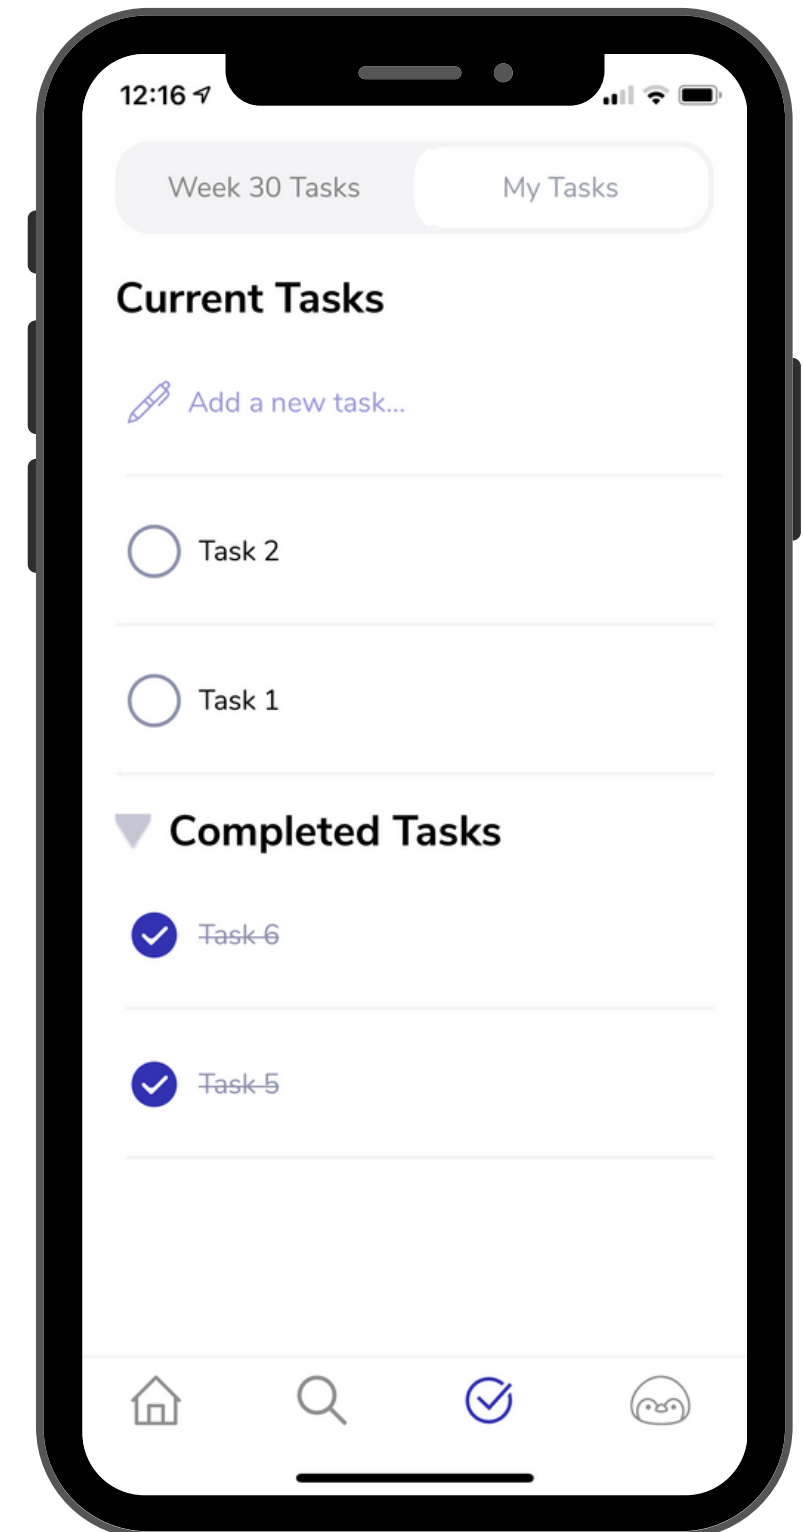 12:16
Week 30 Tasks
My Tasks
Current Tasks
Add a new task...
Task 2
Task 1
Completed Tasks
Task 6
Task 5